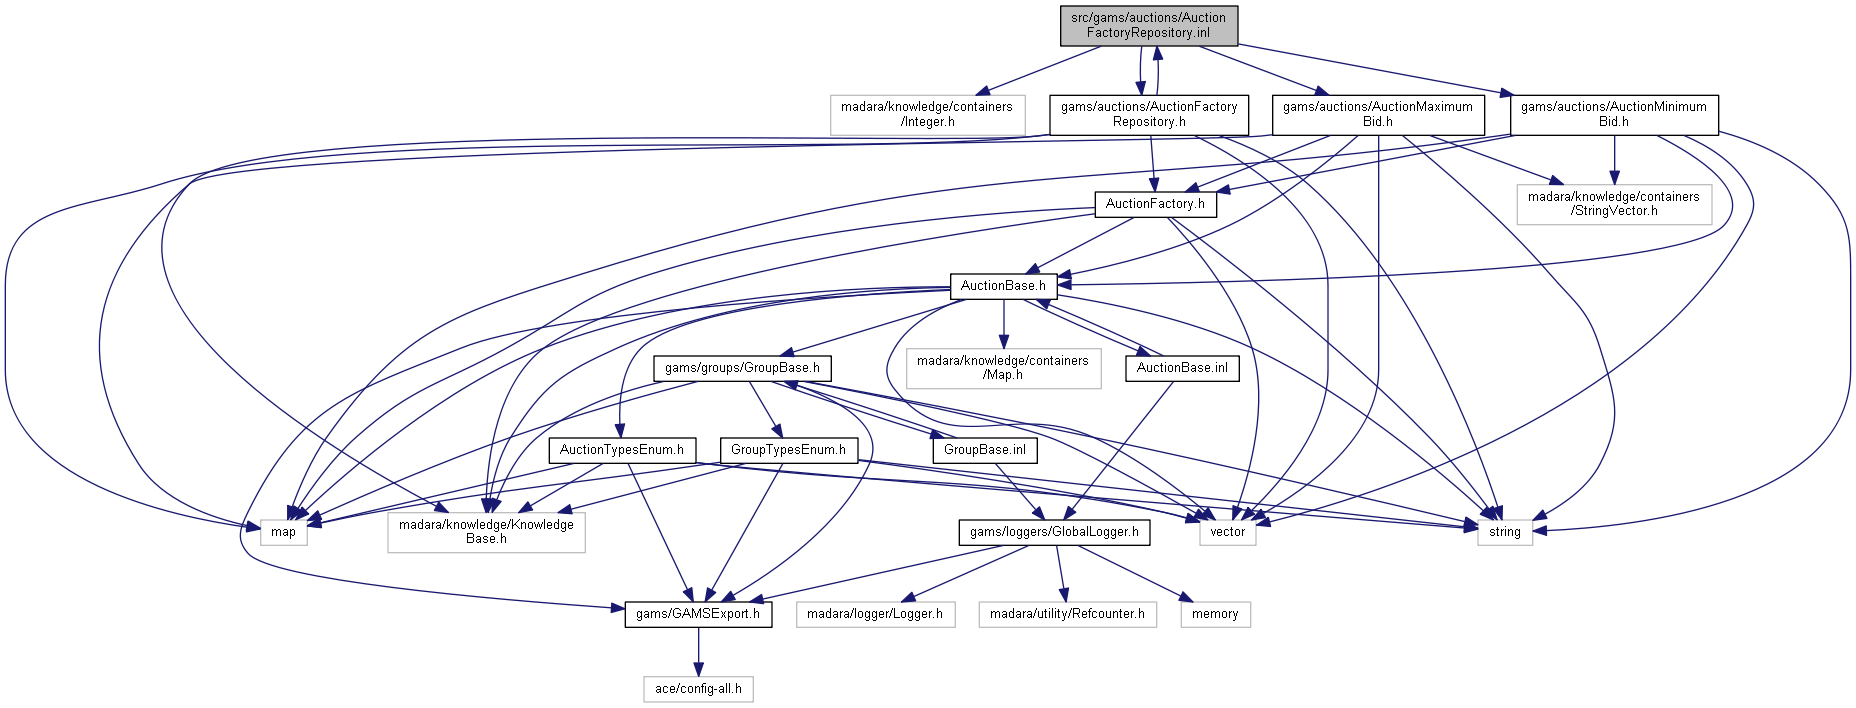 src/gams/auctions/Auction
FactoryRepository.inl
madara/knowledge/containers
/Integer.h
gams/auctions/AuctionFactory
Repository.h
gams/auctions/AuctionMaximum
Bid.h
gams/auctions/AuctionMinimum
Bid.h
AuctionFactory.h
madara/knowledge/containers
/StringVector.h
AuctionBase.h
gams/groups/GroupBase.h
madara/knowledge/containers
/Map.h
AuctionBase.inl
AuctionTypesEnum.h
GroupTypesEnum.h
GroupBase.inl
map
madara/knowledge/Knowledge
Base.h
gams/loggers/GlobalLogger.h
vector
string
gams/GAMSExport.h
madara/logger/Logger.h
madara/utility/Refcounter.h
memory
ace/config-all.h